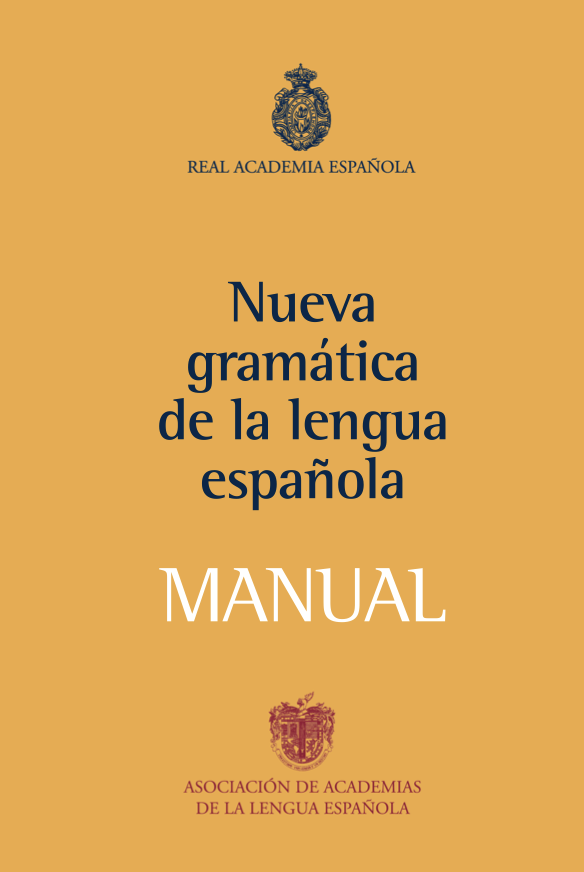 REAL ACADEMIA ESPAÑOLA
Nueva
gramática
de la lengua
española
MANUAL
ASOCIACIÓN DE ACADEMIAS
DE LA LENGUA ESPAÑOLA